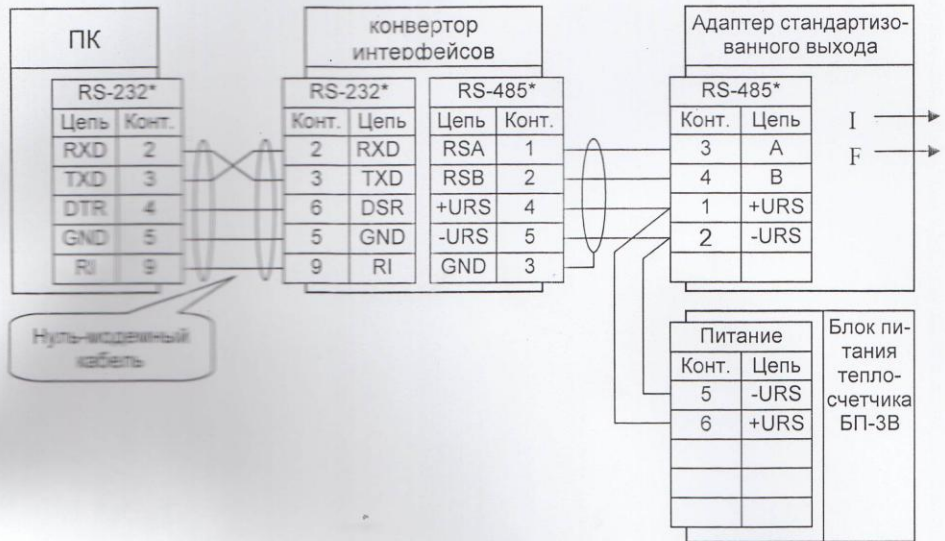 ПК
RS-232*
Цепь Конт.
RXD 2
TXD 3
DTR 4
GND 5
RI 9
Нуль-модемный
кабель
конвертор
интерфейсов
RS-232*
Конт. Цепь
2 RXD
3 TXD
6 DSR
5 GND
9 RI
RS-485*
Цепь Конт.
RSA 1
RSB 2
+URS 4
-URS 5
GND 3
Адаптер стандартизо-
ванного выхода
RS-485*
Конт. Цепь
3 A
4 B
1 +URS
2 -URS
I
F
Питание
Конт. Цепь
5 -URS
6 +URS
Блок пи-
тания
тепло-
счетчика
БП-3В